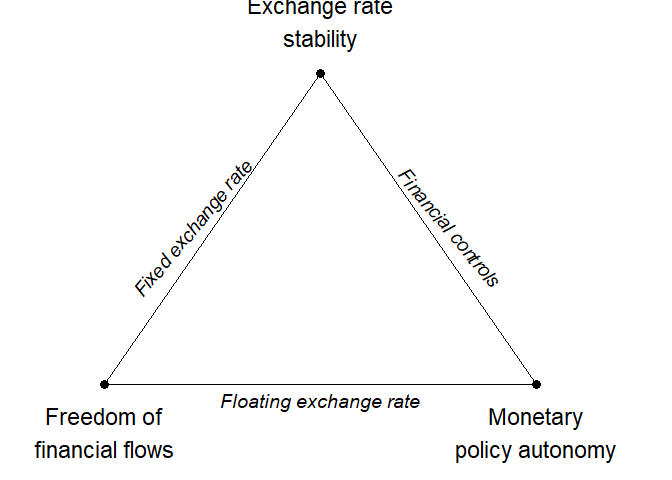 Exchange rate
stability
Fixed exchange rate
Financial controls
Floating exchange rate
Freedom of
financial flows
Monetary
policy autonomy